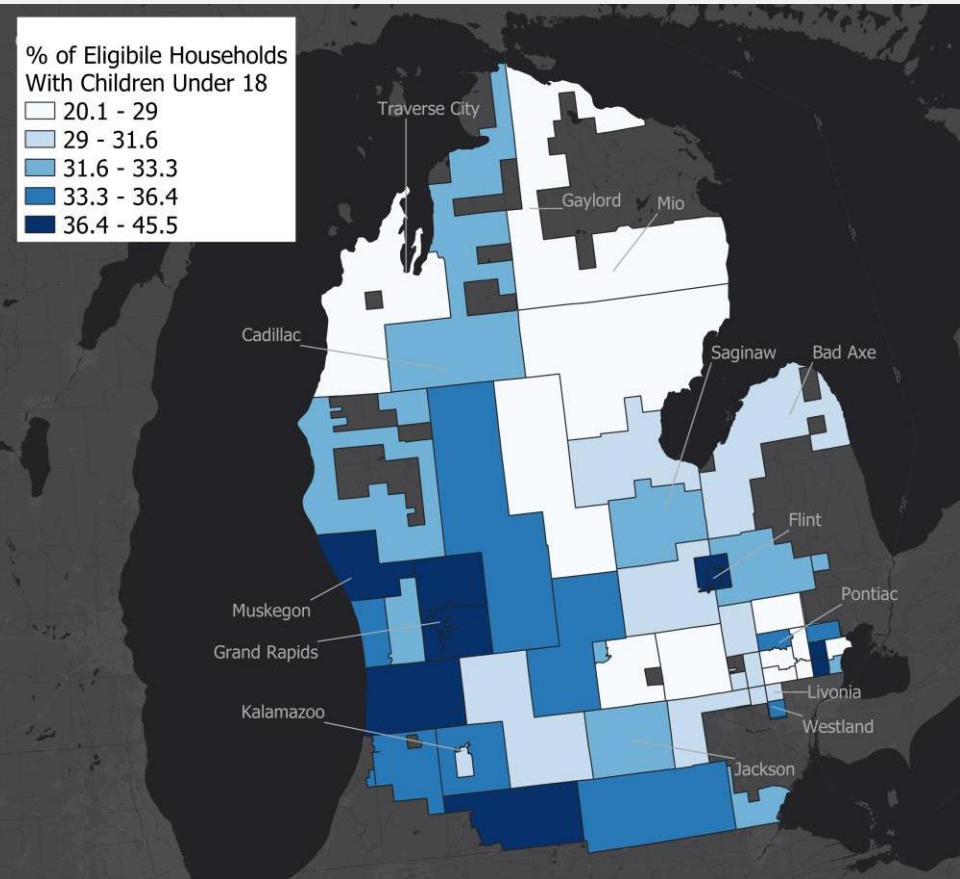 % of Eligibile Households
With Children Under 18
20.1 - 29
29 - 31.6
31.6 - 33.3
33.3 - 36.4
36.4 - 45.5
Traverse City
Gaylord
Mio
Cadillac
Saginaw
Bad Axe
Flint
Pontiac
Muskegon
Grand Rapids
Livonia
Kalamazoo
Westland
Jackson